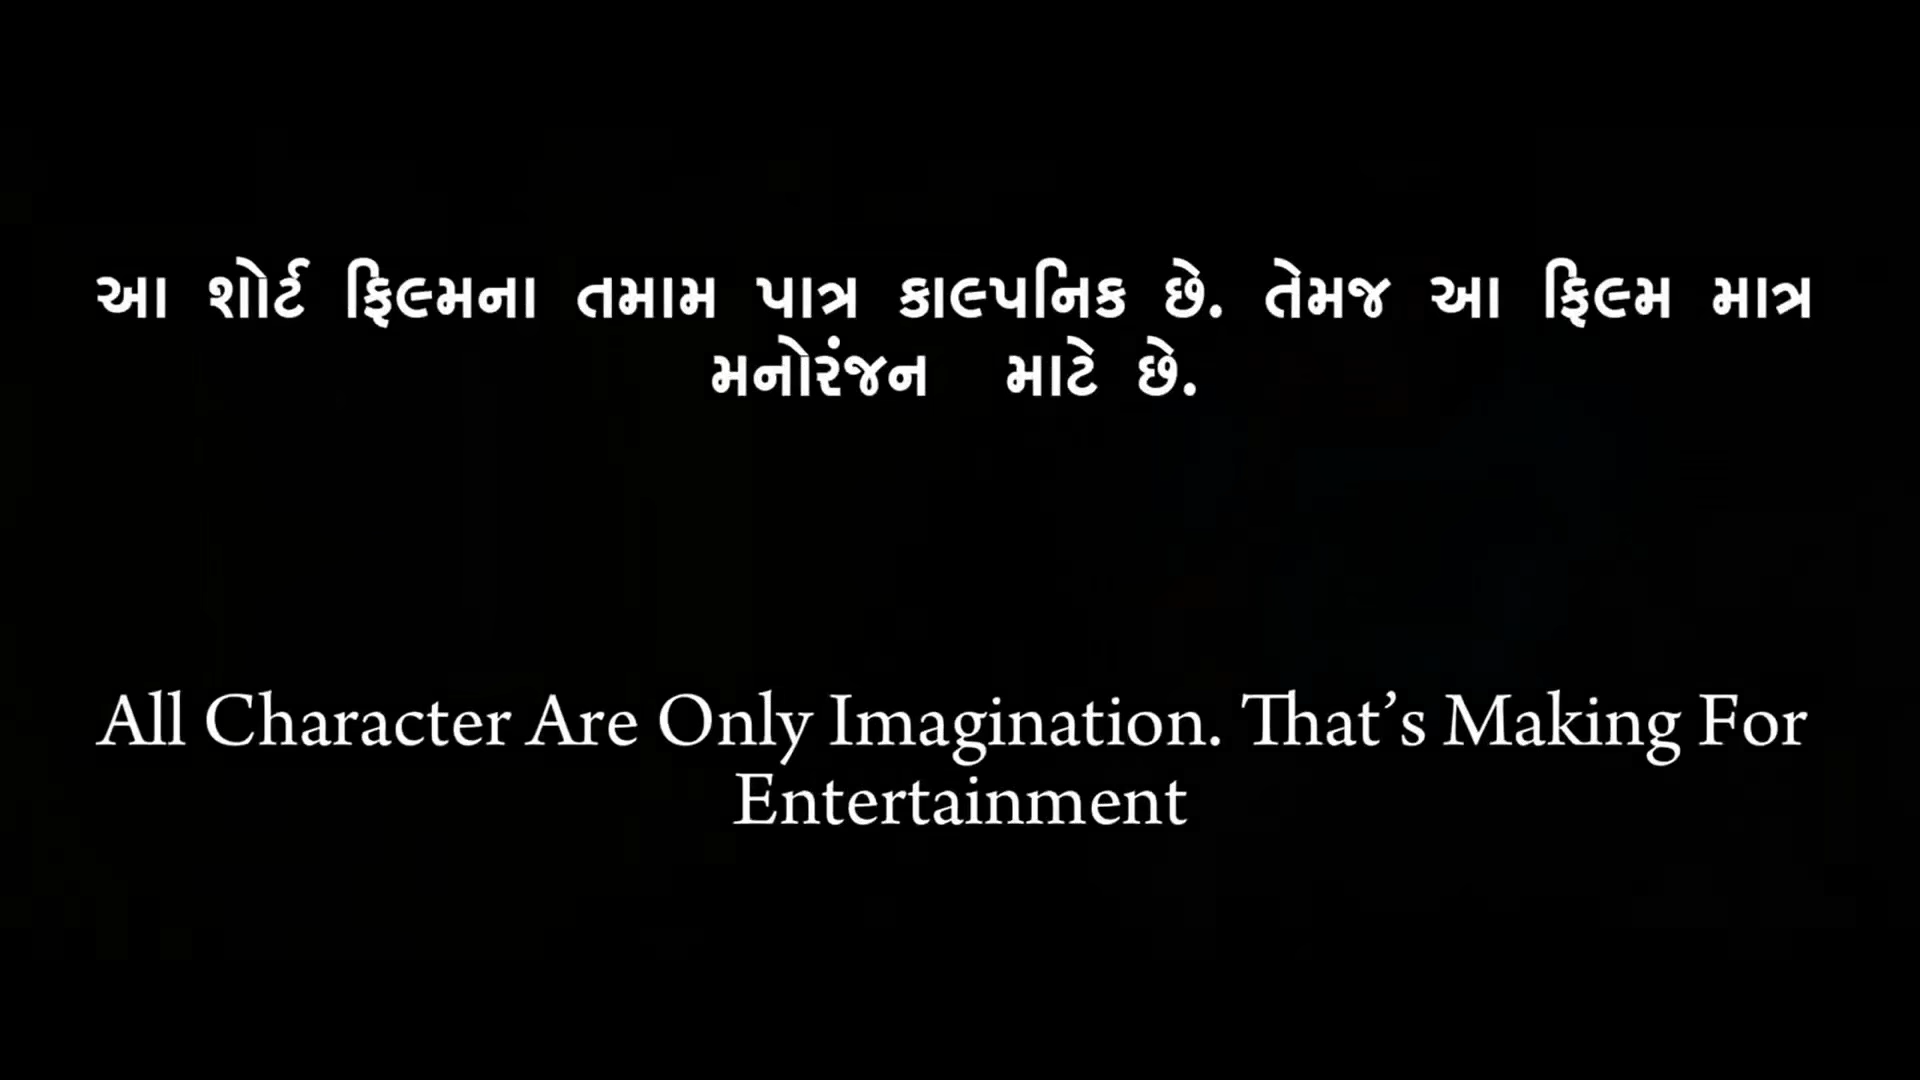 આ શોર્ટ ફિલ્મના તમામ પાત્ર કાલ્પનિક છે. તેમજ આ ફિલ્મ માત્ર
મનોરંજન માટે છે.
All Character Are Only Imagination. That’s Making For
Entertainment